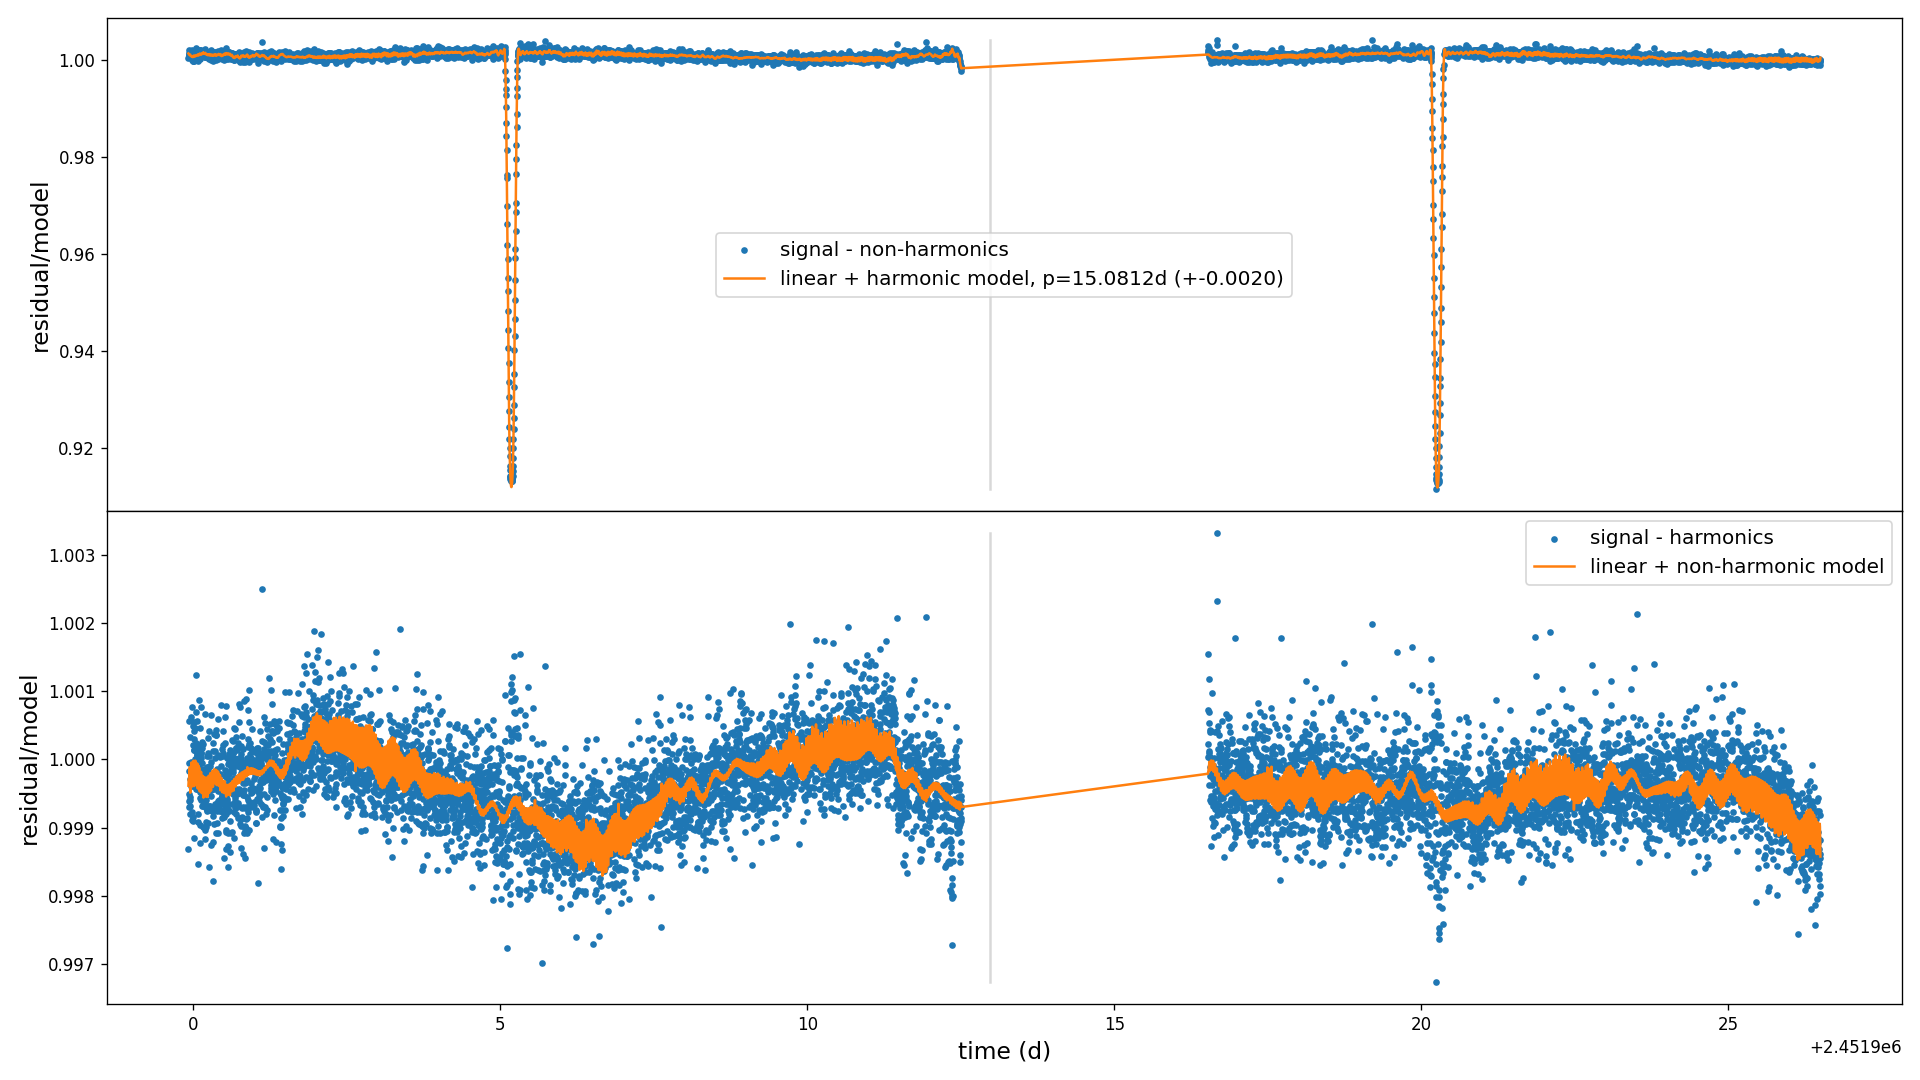 residual/model
1.00
0.98
0.96
0.94
0.92
signal - non-harmonics
linear + harmonic model, p=15.0812d (+-0.0020)
residual/model
1.003
1.002
1.001
1.000
0.999
0.998
0.997
signal - harmonics
linear + non-harmonic model
0
5
10
15
20
25
time (d)
+2.4519e6